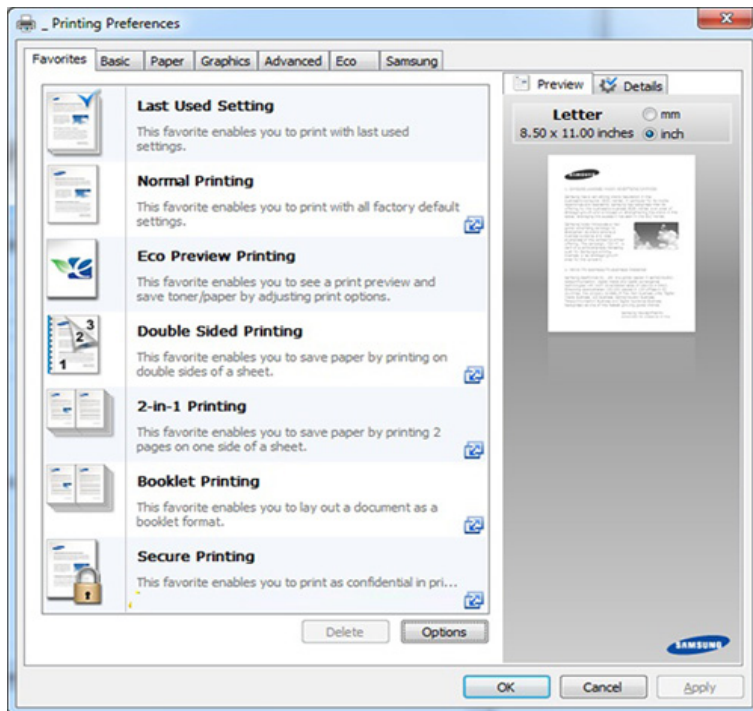 _ Printing Preferences
Favorites Basic Paper Graphics Advanced Eco Samsung
Last Used Setting
This favorite enables you to print with last used
settings.
Normal Printing
This favorite enables you to print with all factory default
settings.
Eco Preview Printing
This favorite enables you to see a print preview and
save toner/paper by adjusting print options.
3
2
1
Double Sided Printing
This favorite enables you to save paper by printing on
double sides of a sheet.
2-in-1 Printing
This favorite enables you to save paper by printing 2
pages on one side of a sheet.
Booklet Printing
This favorite enables you to lay out a document as a
booklet format.
Secure Printing
This favorite enables you to print as confidential in pri...
Delete Options
Preview Details
Letter mm
8.50 x 11.00 inches inch
SAMSUNG
SAMSUNG
OK Cancel Apply